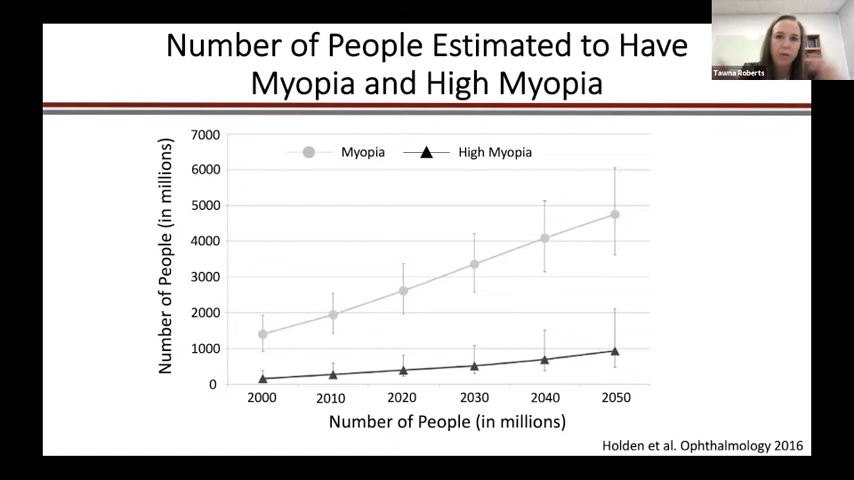 Number of People Estimated to Have
Myopia and High Myopia
Tawna Roberts
Number of People (in millions)
7000
6000
5000
4000
3000
2000
1000
0
Myopia
High Myopia
2000 2010 2020 2030 2040 2050
Number of People (in millions)
Holden et al. Ophthalmology 2016